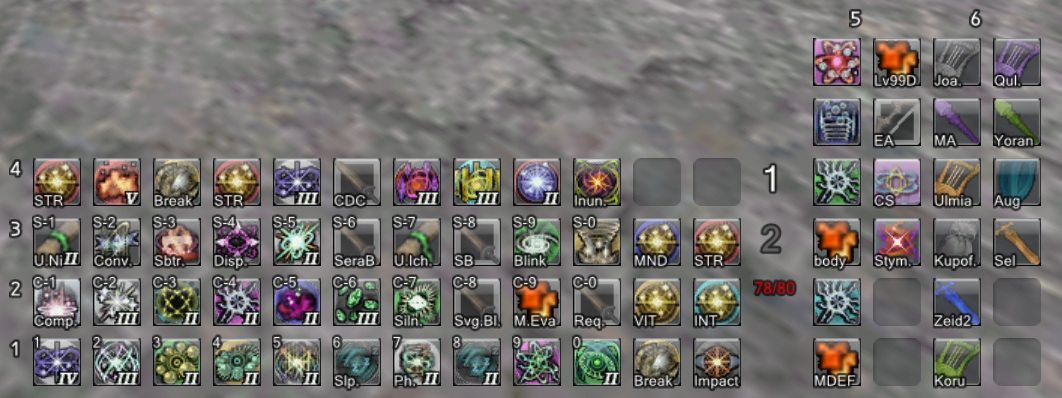 5 6
Lv99D Joa. Qul.
EA MA Yoran
4 STR V Break STR III CDC III III II Inun. 1 CS Ulmia Aug
3 S-1 S-2 S-3 S-4 S-5 S-6 S-7 S-8 S-9 S-0
U.Ni II Conv. Sbtr. Disp. II SeraB U.Ich. SB Blink MND STR 2 body Stym. Kupof. Sel
2 C-1 C-2 C-3 C-4 C-5 C-6 C-7 C-8 C-9 C-0 78/80
Comp. III II II II III Siln. Svg.Bl. M.Eva Req. VIT INT Zeid2
1 1 2 3 4 5 6 7 8 9 0
IV III II II II Slp. Ph. II II II Break Impact MDEF Koru